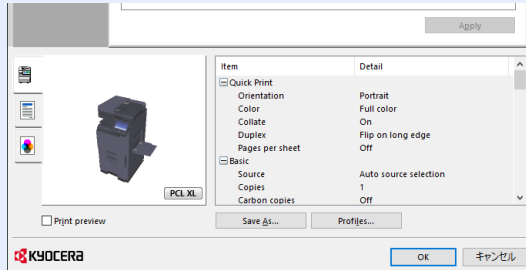 Apply
Item Detail
Quick Print
Orientation Portrait
Color Full color
Collate On
Duplex Flip on long edge
Pages per sheet Off
Basic
Source Auto source selection
Copies 1
Carbon copies Off
PCL XL
Print preview
Save As... Profiles...
KYOCERA
OK キャンセル